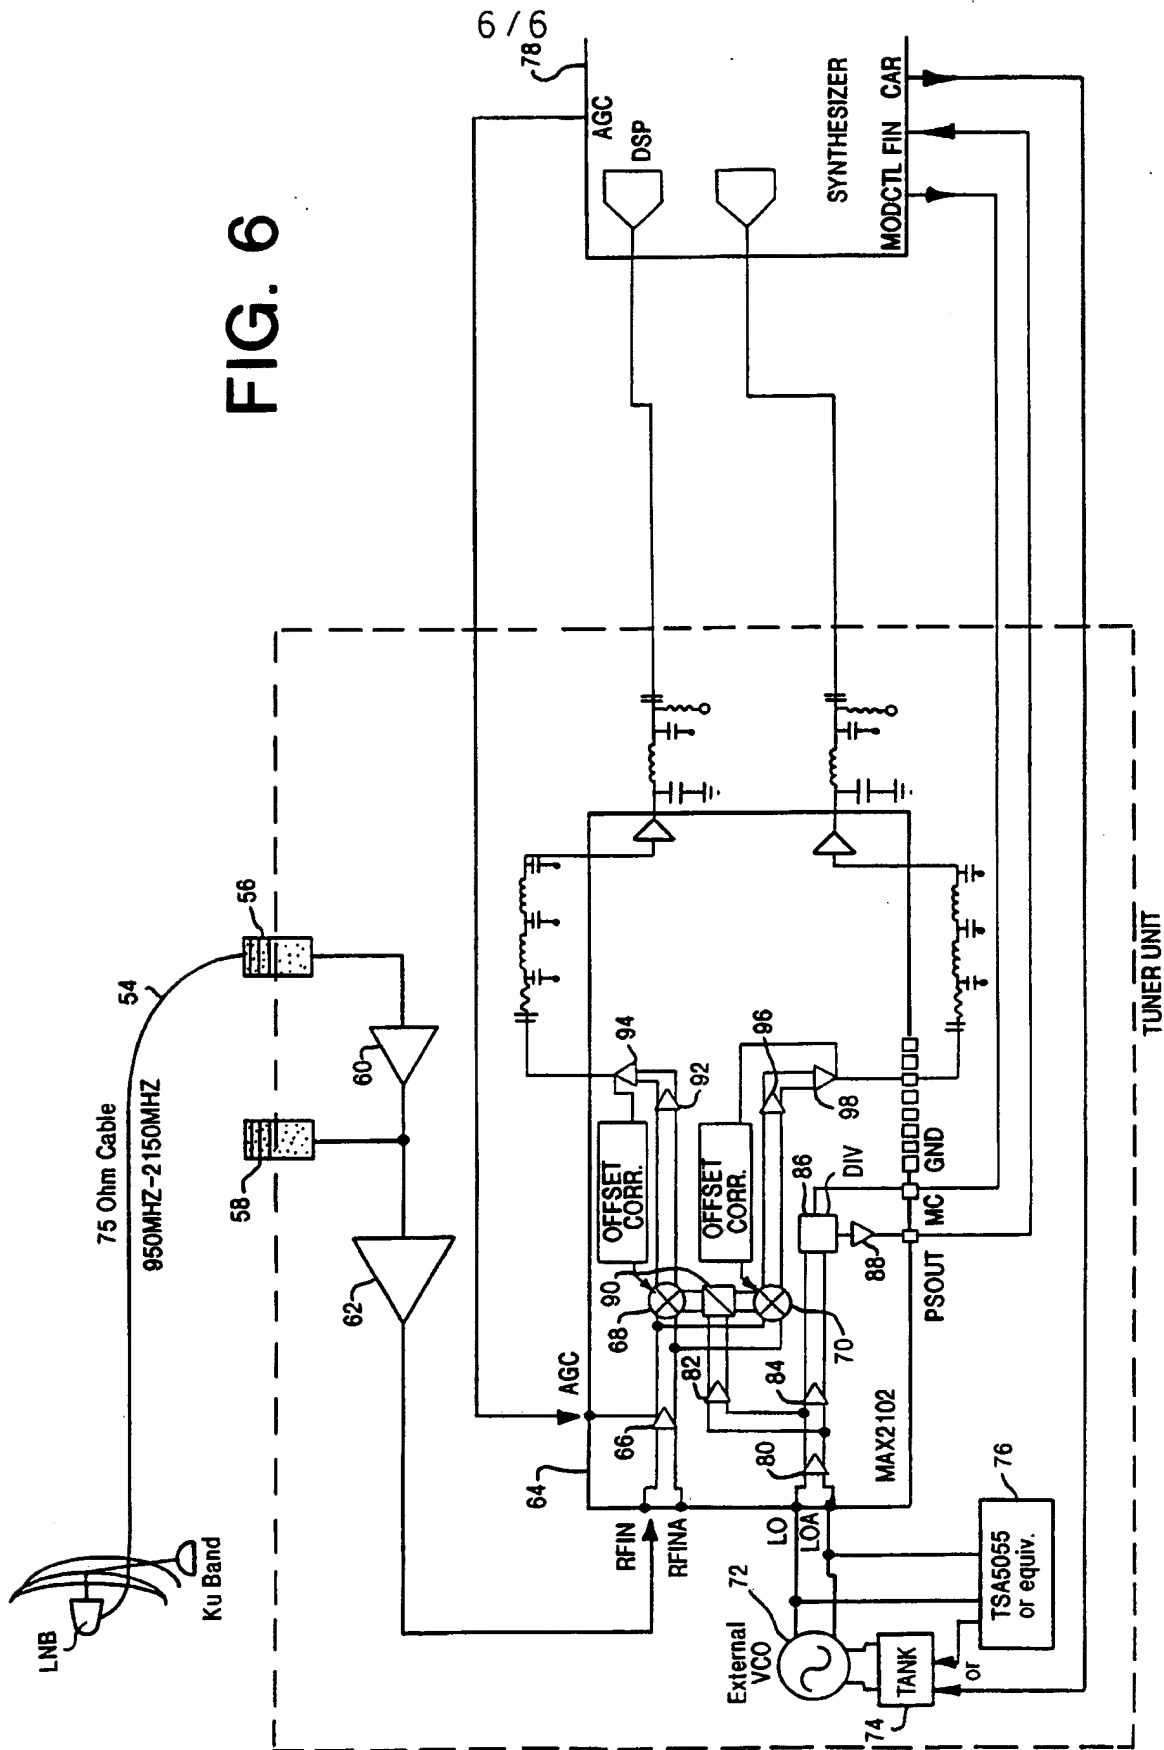 6/6
FIG. 6
LNB
Ku Band
75 Ohm Cable
950MHZ-2150MHZ
54
56
58
60
62
78
AGC
DSP
SYNTHESIZER
MODCTL
FIN
CAR
64
AGC
RFIN
RFINA
66
68
90
OFFSET
CORR.
94
92
OFFSET
CORR.
96
98
70
82
84
80
86
DIV
88
LO
LOA
MAX2102
PSOUT
MC
GND
72
External
VCO
TANK
74
or
76
TSA5055
or equiv.
TUNER UNIT